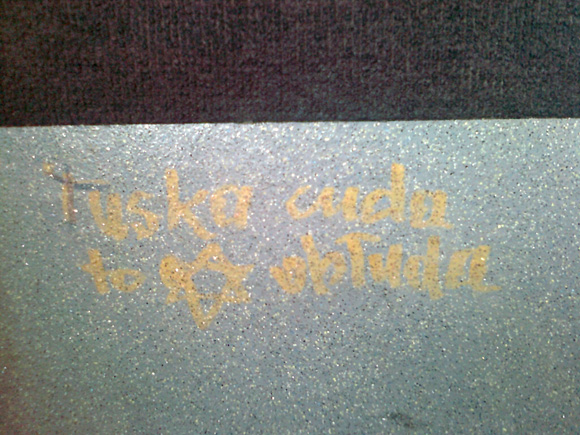 Tuska cuda
to ✡ obłuda